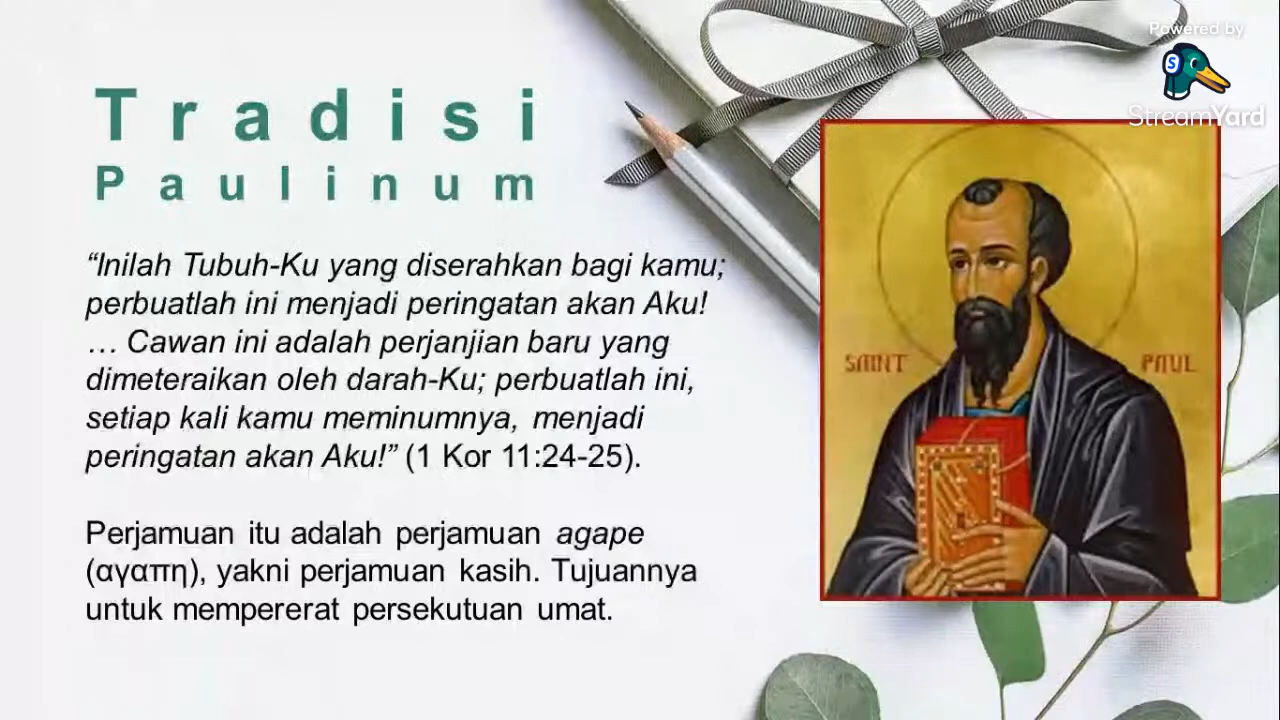 Powered by
StreamYard
Tradisi
Paulinum
“Inilah Tubuh-Ku yang diserahkan bagi kamu;
perbuatlah ini menjadi peringatan akan Aku!
… Cawan ini adalah perjanjian baru yang
dimeteraikan oleh darah-Ku; perbuatlah ini,
setiap kali kamu meminumnya, menjadi
peringatan akan Aku!” (1 Kor 11:24-25).
Perjamuan itu adalah perjamuan agape
(αγαπη), yakni perjamuan kasih. Tujuannya
untuk mempererat persekutuan umat.
SAINT PAUL